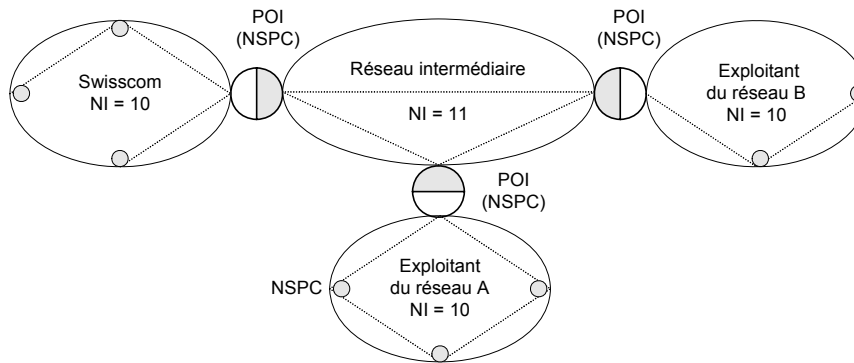 POI
(NSPC)
POI
(NSPC)
Swisscom
NI = 10
Réseau intermédiaire
NI = 11
Exploitant
du réseau B
NI = 10
POI
(NSPC)
NSPC
Exploitant
du réseau A
NI = 10